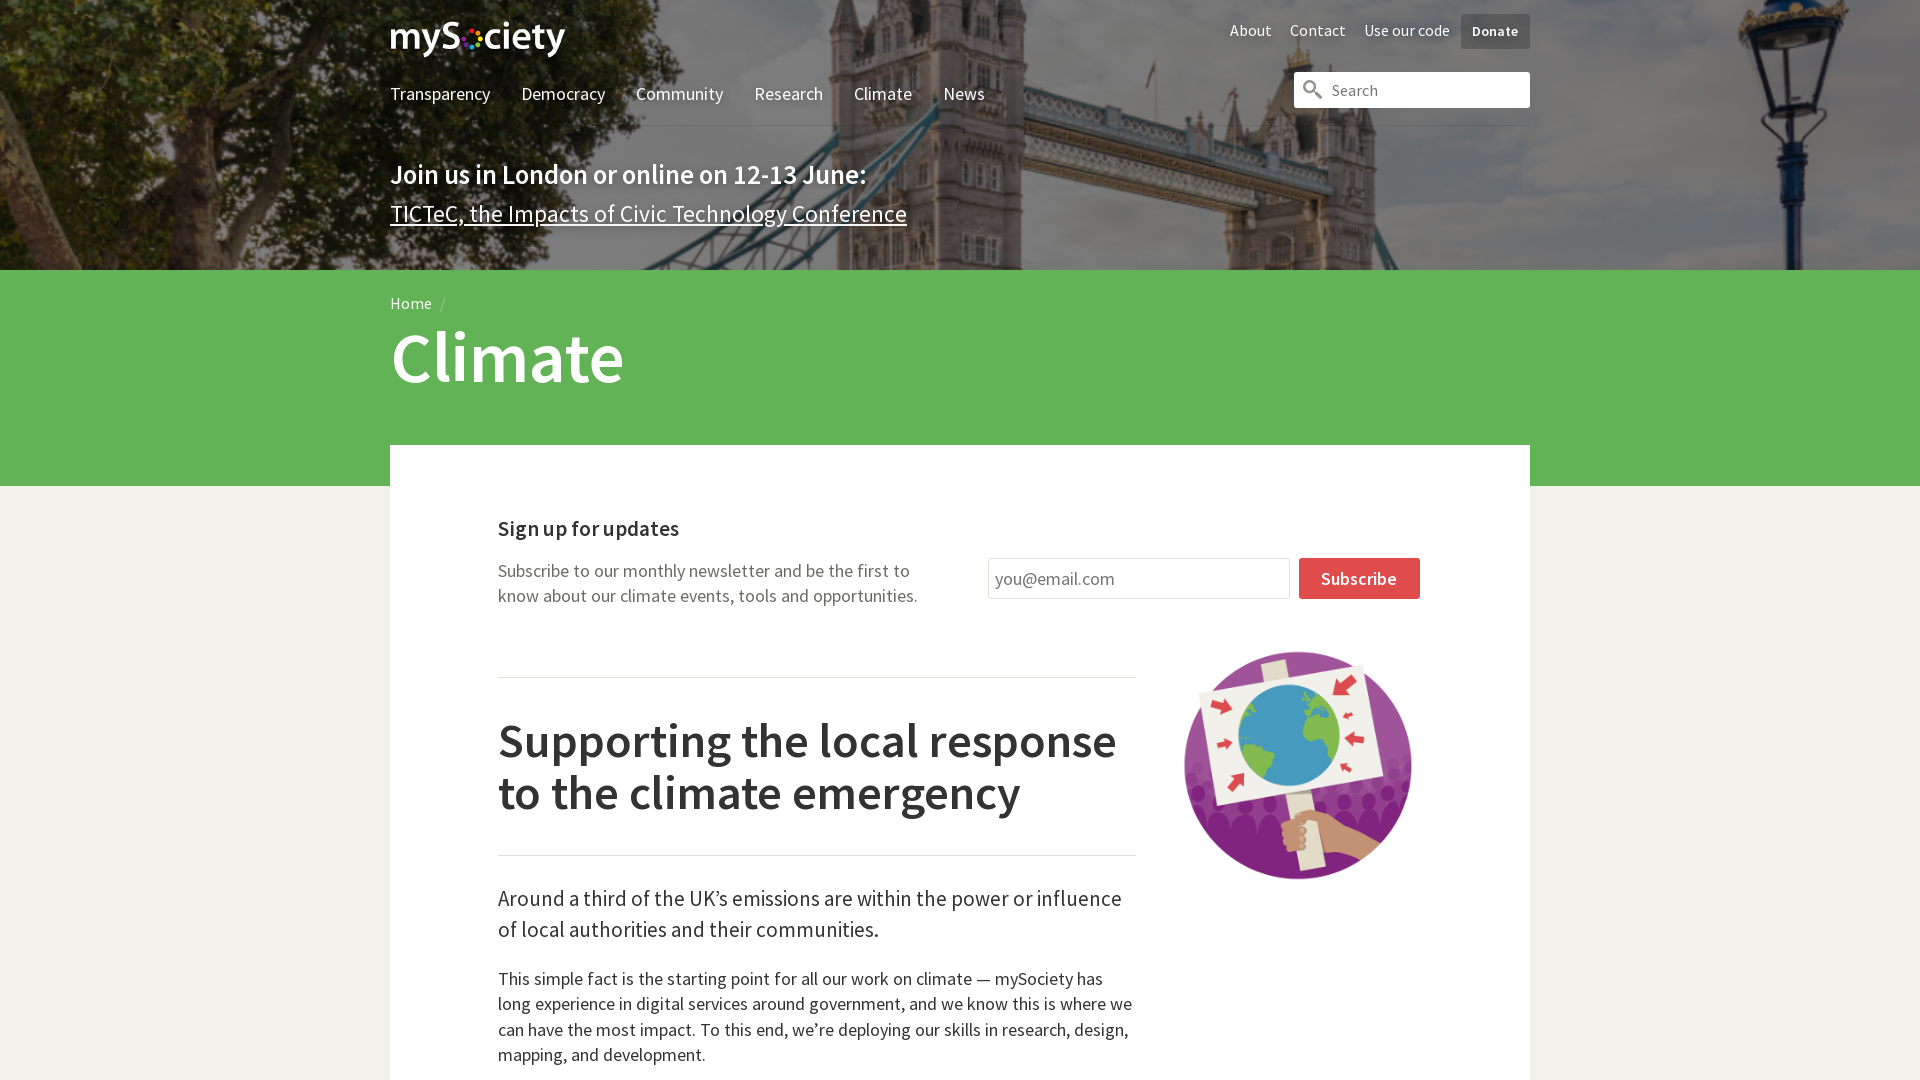 mySociety
About Contact Use our code Donate
Search
Transparency Democracy Community Research Climate News
Join us in London or online on 12-13 June:
TICTeC, the Impacts of Civic Technology Conference
Home /
Climate
Sign up for updates
Subscribe to our monthly newsletter and be the first to
know about our climate events, tools and opportunities.
you@email.com
Subscribe
Supporting the local response
to the climate emergency
Around a third of the UK’s emissions are within the power or influence
of local authorities and their communities.
This simple fact is the starting point for all our work on climate — mySociety has
long experience in digital services around government, and we know this is where we
can have the most impact. To this end, we’re deploying our skills in research, design,
mapping, and development.